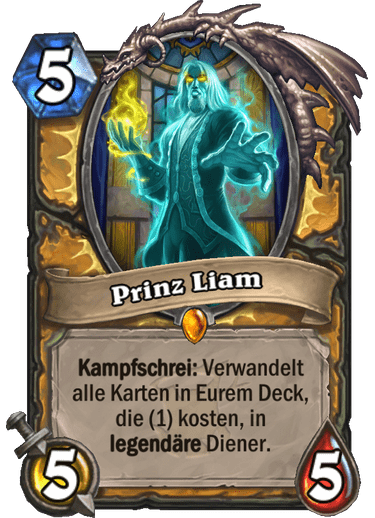 5
Prinz Liam
Kampfschrei: Verwandelt
alle Karten in Eurem Deck,
die (1) kosten, in
legendäre Diener.
5 5